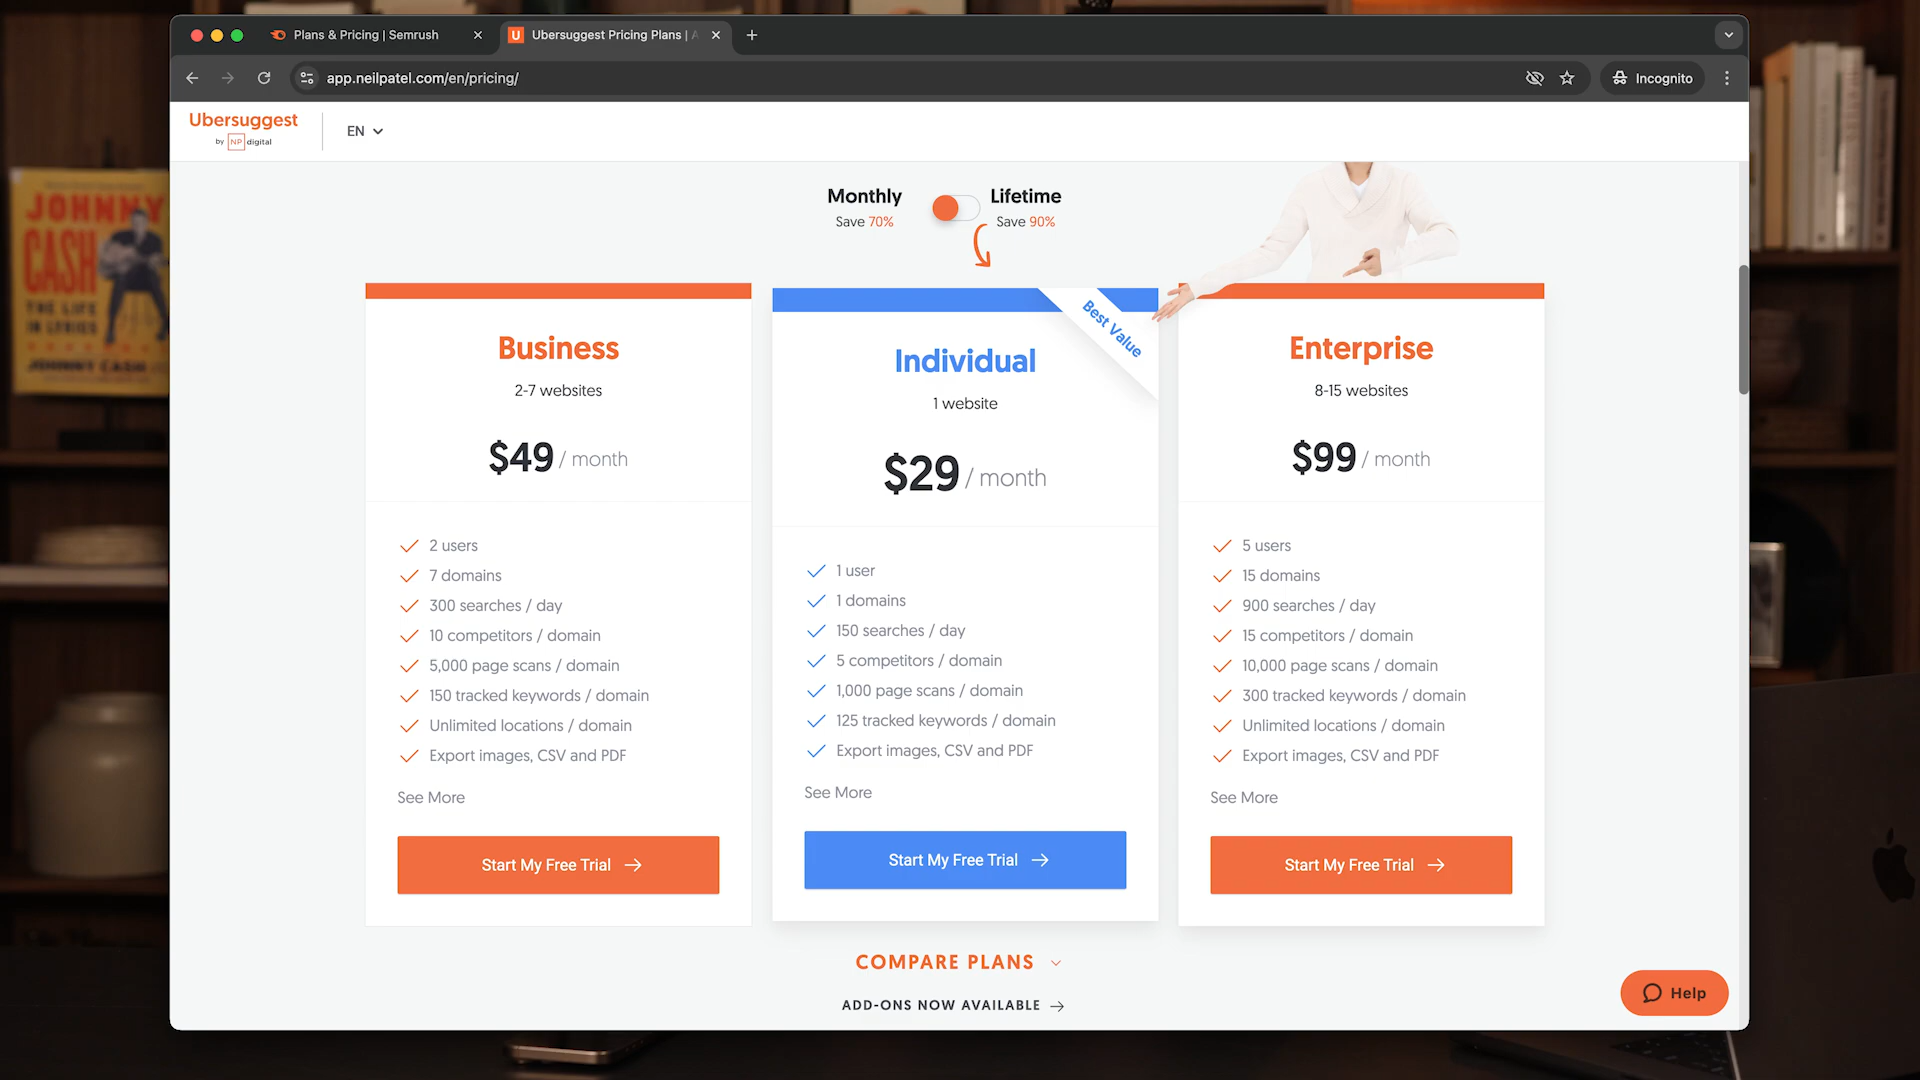 Plans & Pricing | Semrush
U Ubersuggest Pricing Plans | A
app.neilpatel.com/en/pricing/
Incognito
Ubersuggest
by NP digital
EN
Monthly
Save 70%
Lifetime
Save 90%
Business
2-7 websites
$49 / month
2 users
7 domains
300 searches / day
10 competitors / domain
5,000 page scans / domain
150 tracked keywords / domain
Unlimited locations / domain
Export images, CSV and PDF
See More
Start My Free Trial
Best Value
Individual
1 website
$29 / month
1 user
1 domains
150 searches / day
5 competitors / domain
1,000 page scans / domain
125 tracked keywords / domain
Export images, CSV and PDF
See More
Start My Free Trial
Enterprise
8-15 websites
$99 / month
5 users
15 domains
900 searches / day
15 competitors / domain
10,000 page scans / domain
300 tracked keywords / domain
Unlimited locations / domain
Export images, CSV and PDF
See More
Start My Free Trial
COMPARE PLANS
ADD-ONS NOW AVAILABLE
Help
JOHNNY
CASH
THE LIFE
IN LYRICS
JOHNNY CASH